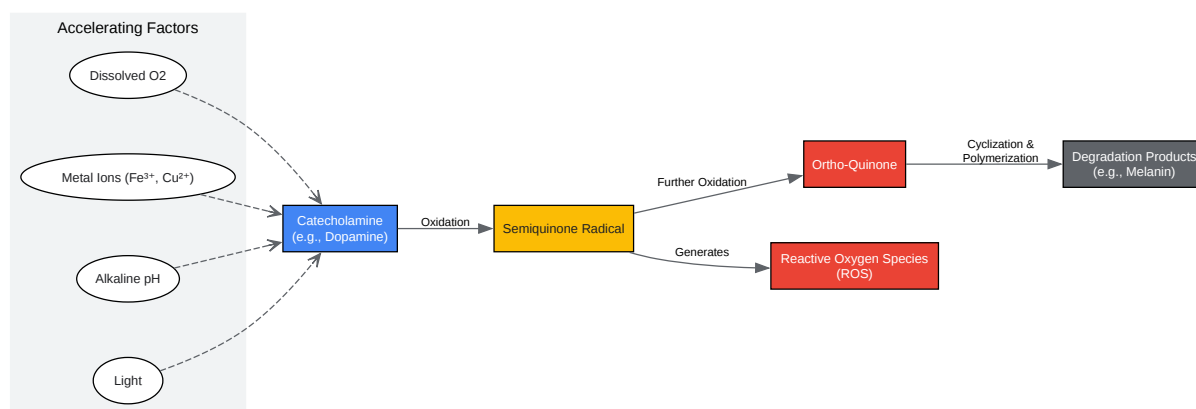 Accelerating Factors
Dissolved O2
Metal Ions (Fe³⁺, Cu²⁺)
Alkaline pH
Light
Catecholamine
(e.g., Dopamine)
Oxidation
Semiquinone Radical
Further Oxidation
Generates
Ortho-Quinone
Reactive Oxygen Species
(ROS)
Cyclization &
Polymerization
Degradation Products
(e.g., Melanin)